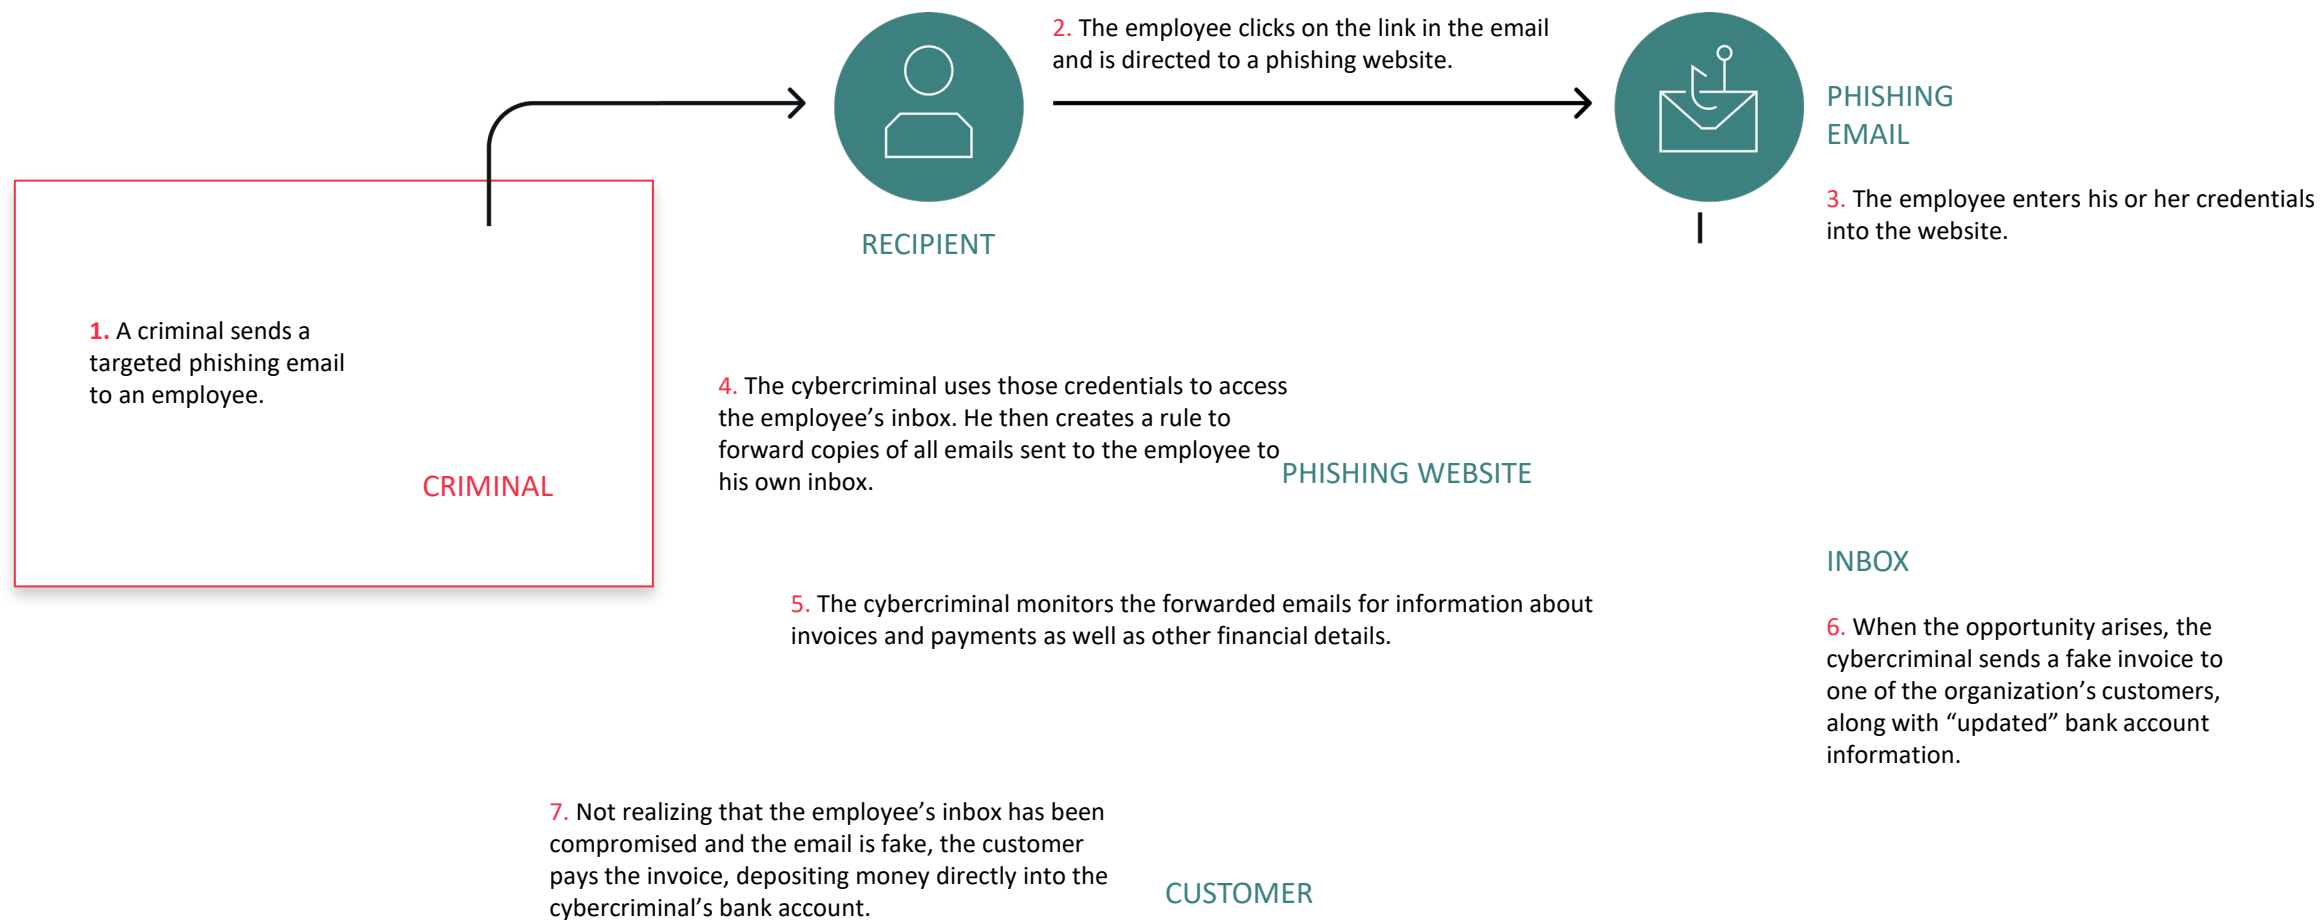 1. A criminal sends a
targeted phishing email
to an employee.
CRIMINAL
RECIPIENT
2. The employee clicks on the link in the email
and is directed to a phishing website.
PHISHING
EMAIL
3. The employee enters his or her credentials
into the website.
4. The cybercriminal uses those credentials to access
the employee’s inbox. He then creates a rule to
forward copies of all emails sent to the employee to
his own inbox.
PHISHING WEBSITE
5. The cybercriminal monitors the forwarded emails for information about
invoices and payments as well as other financial details.
INBOX
6. When the opportunity arises, the
cybercriminal sends a fake invoice to
one of the organization’s customers,
along with “updated” bank account
information.
7. Not realizing that the employee’s inbox has been
compromised and the email is fake, the customer
pays the invoice, depositing money directly into the
cybercriminal’s bank account.
CUSTOMER